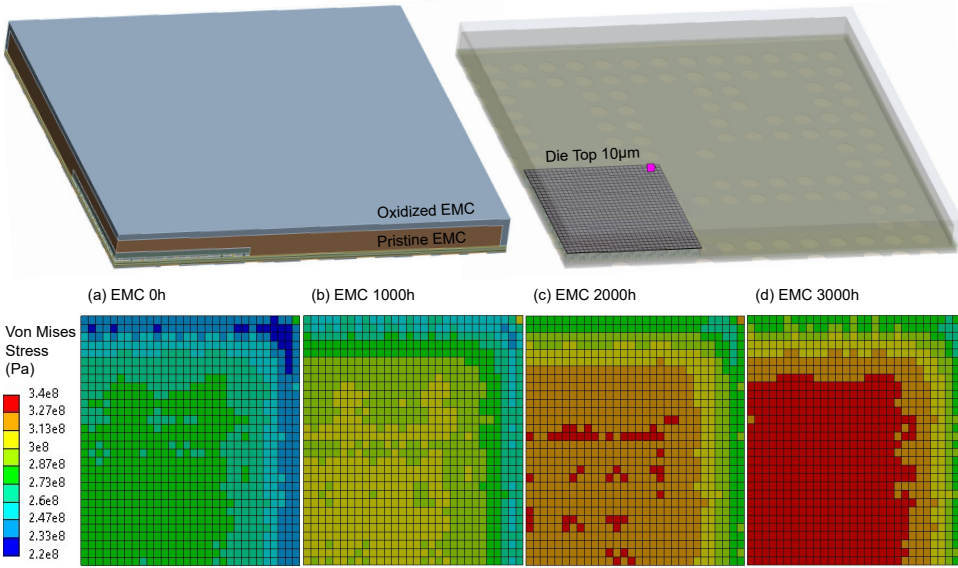 Die Top 10μm
Oxidized EMC
Pristine EMC
(a) EMC 0h
(b) EMC 1000h
(c) EMC 2000h
(d) EMC 3000h
Von Mises
Stress
(Pa)
3.4e8
3.27e8
3.13e8
3e8
2.87e8
2.73e8
2.6e8
2.47e8
2.33e8
2.2e8